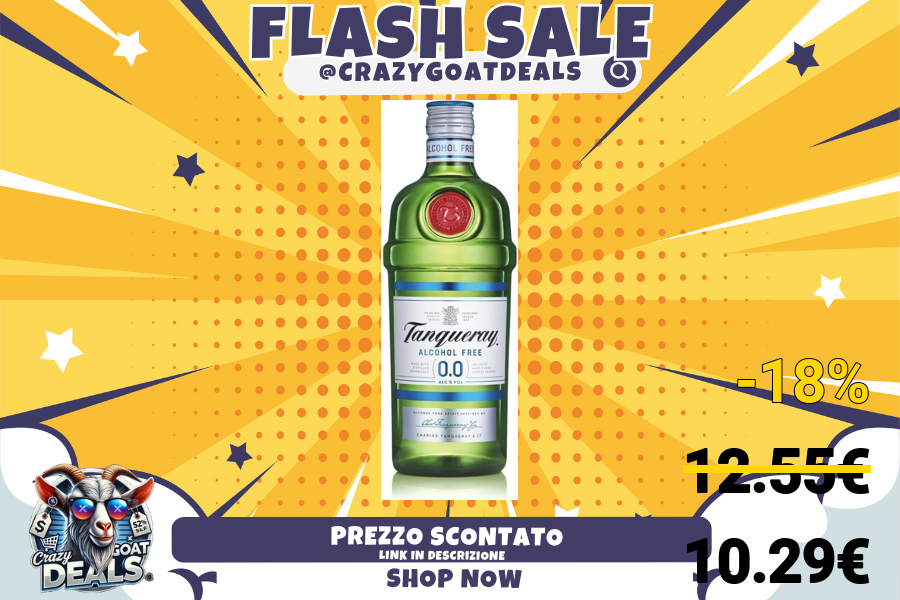 FLASH SALE
@CRAZYGOATDEALS
ALCOHOL FREE
Tanqueray
ALCOHOL FREE
0.0
ALC % VOL
CHARLES TANQUERAY & Cº
-18%
12.55€
10.29€
$
52%
Crazy
GOAT
DEALS
PREZZO SCONTATO
LINK IN DESCRIZIONE
SHOP NOW